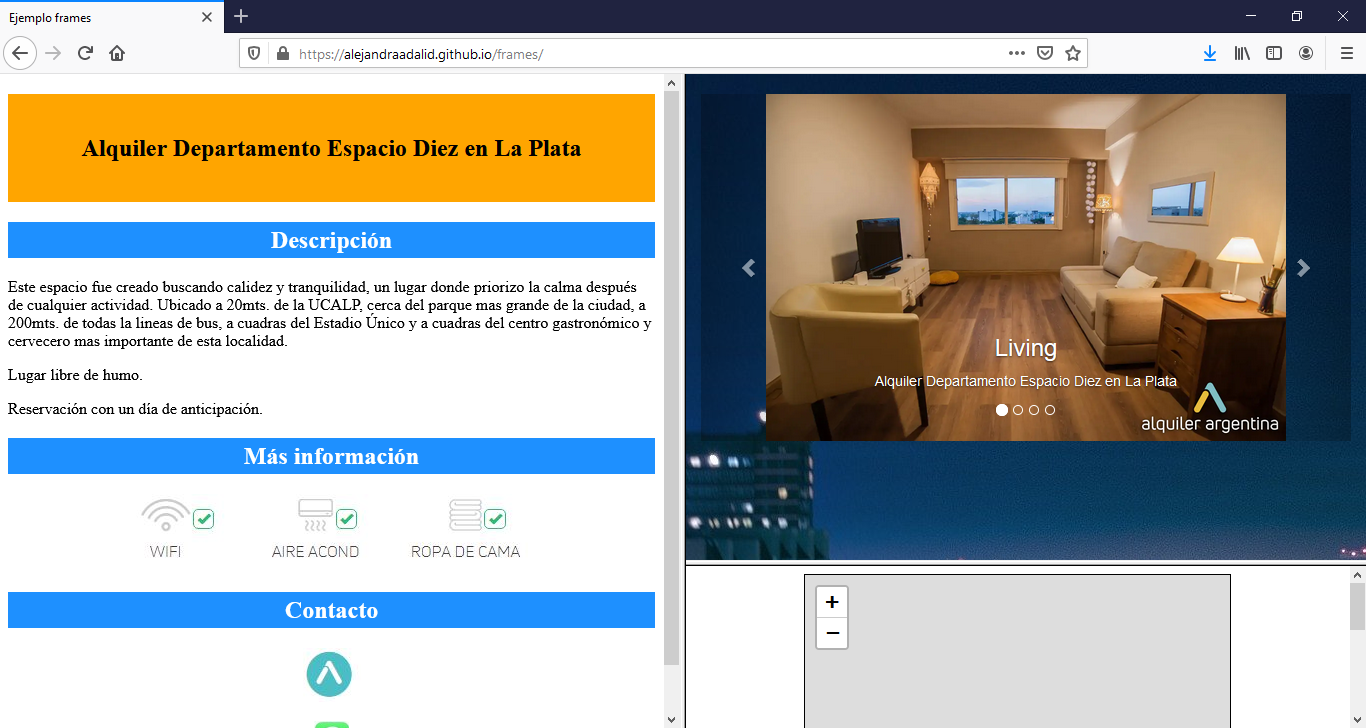 Ejemplo frames
https://alejandraadalid.github.io/frames/
Alquiler Departamento Espacio Diez en La Plata
Descripción
Este espacio fue creado buscando calidez y tranquilidad, un lugar donde priorizo la calma después
de cualquier actividad. Ubicado a 20mts. de la UCALP, cerca del parque mas grande de la ciudad, a
200mts. de todas la lineas de bus, a cuadras del Estadio Único y a cuadras del centro gastronómico y
cervecero mas importante de esta localidad.
Lugar libre de humo.
Reservación con un día de anticipación.
Más información
WIFI AIRE ACOND ROPA DE CAMA
Contacto
Living
Alquiler Departamento Espacio Diez en La Plata
alquiler argentina
+
−